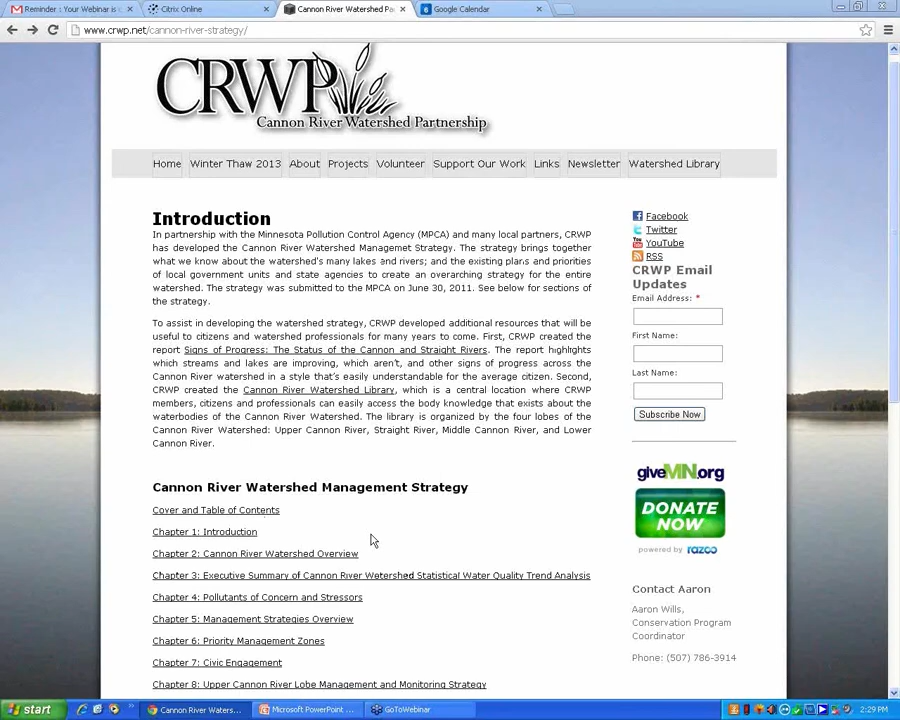 Reminder : Your Webinar is
Citrix Online
Cannon River Watershed Pa
Google Calendar
www.crwp.net/cannon-river-strategy/
CRWP
Cannon River Watershed Partnership
Home Winter Thaw 2013 About Projects Volunteer Support Our Work Links Newsletter Watershed Library
Introduction
In partnership with the Minnesota Pollution Control Agency (MPCA) and many local partners, CRWP
has developed the Cannon River Watershed Managemet Strategy. The strategy brings together
what we know about the watershed's many lakes and rivers; and the existing plans and priorities
of local government units and state agencies to create an overarching strategy for the entire
watershed. The strategy was submitted to the MPCA on June 30, 2011. See below for sections of
the strategy.
To assist in developing the watershed strategy, CRWP developed additional resources that will be
useful to citizens and watershed professionals for many years to come. First, CRWP created the
report Signs of Progress: The Status of the Cannon and Straight Rivers. The report highlights
which streams and lakes are improving, which aren't, and other signs of progress across the
Cannon River watershed in a style that's easily understandable for the average citizen. Second,
CRWP created the Cannon River Watershed Library, which is a central location where CRWP
members, citizens and professionals can easily access the body knowledge that exists about the
waterbodies of the Cannon River Watershed. The library is organized by the four lobes of the
Cannon River Watershed: Upper Cannon River, Straight River, Middle Cannon River, and Lower
Cannon River.
Cannon River Watershed Management Strategy
Cover and Table of Contents
Chapter 1: Introduction
Chapter 2: Cannon River Watershed Overview
Chapter 3: Executive Summary of Cannon River Watershed Statistical Water Quality Trend Analysis
Chapter 4: Pollutants of Concern and Stressors
Chapter 5: Management Strategies Overview
Chapter 6: Priority Management Zones
Chapter 7: Civic Engagement
Chapter 8: Upper Cannon River Lobe Management and Monitoring Strategy
Facebook
Twitter
YouTube
RSS
CRWP Email
Updates
Email Address: *
First Name:
Last Name:
Subscribe Now
giveMN.org
DONATE
NOW
powered by razoo
Contact Aaron
Aaron Wills,
Conservation Program
Coordinator
Phone: (507) 786-3914
start
Cannon River Waters...
Microsoft PowerPoint ...
GoToWebinar
2:29 PM